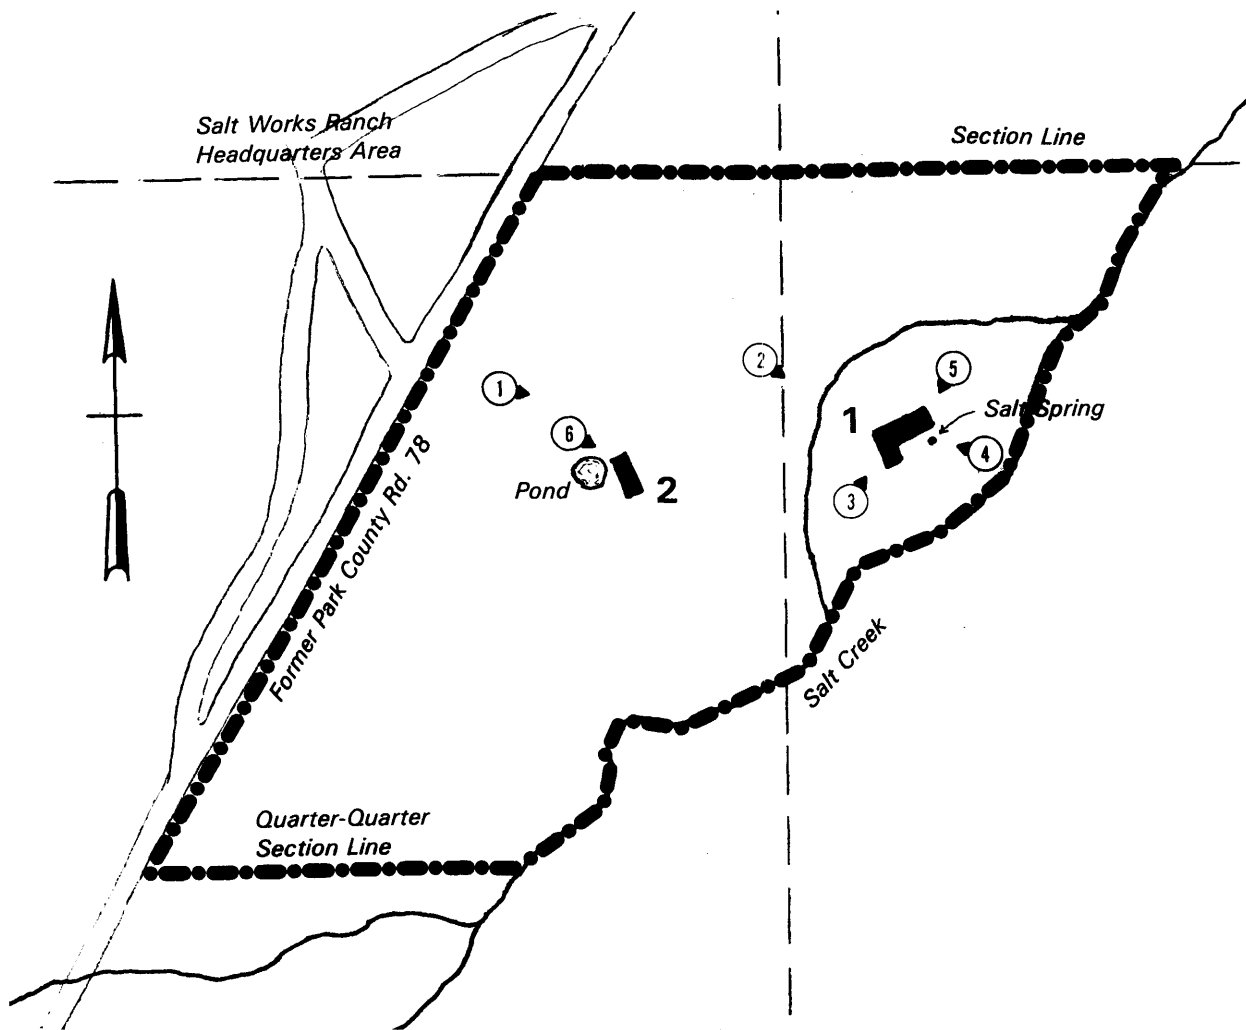 Salt Works Ranch
Headquarters Area
Section Line
2
5
1
1
Salt Spring
6
4
Pond
2
3
Former Park County Rd. 78
Salt Creek
Quarter-Quarter
Section Line